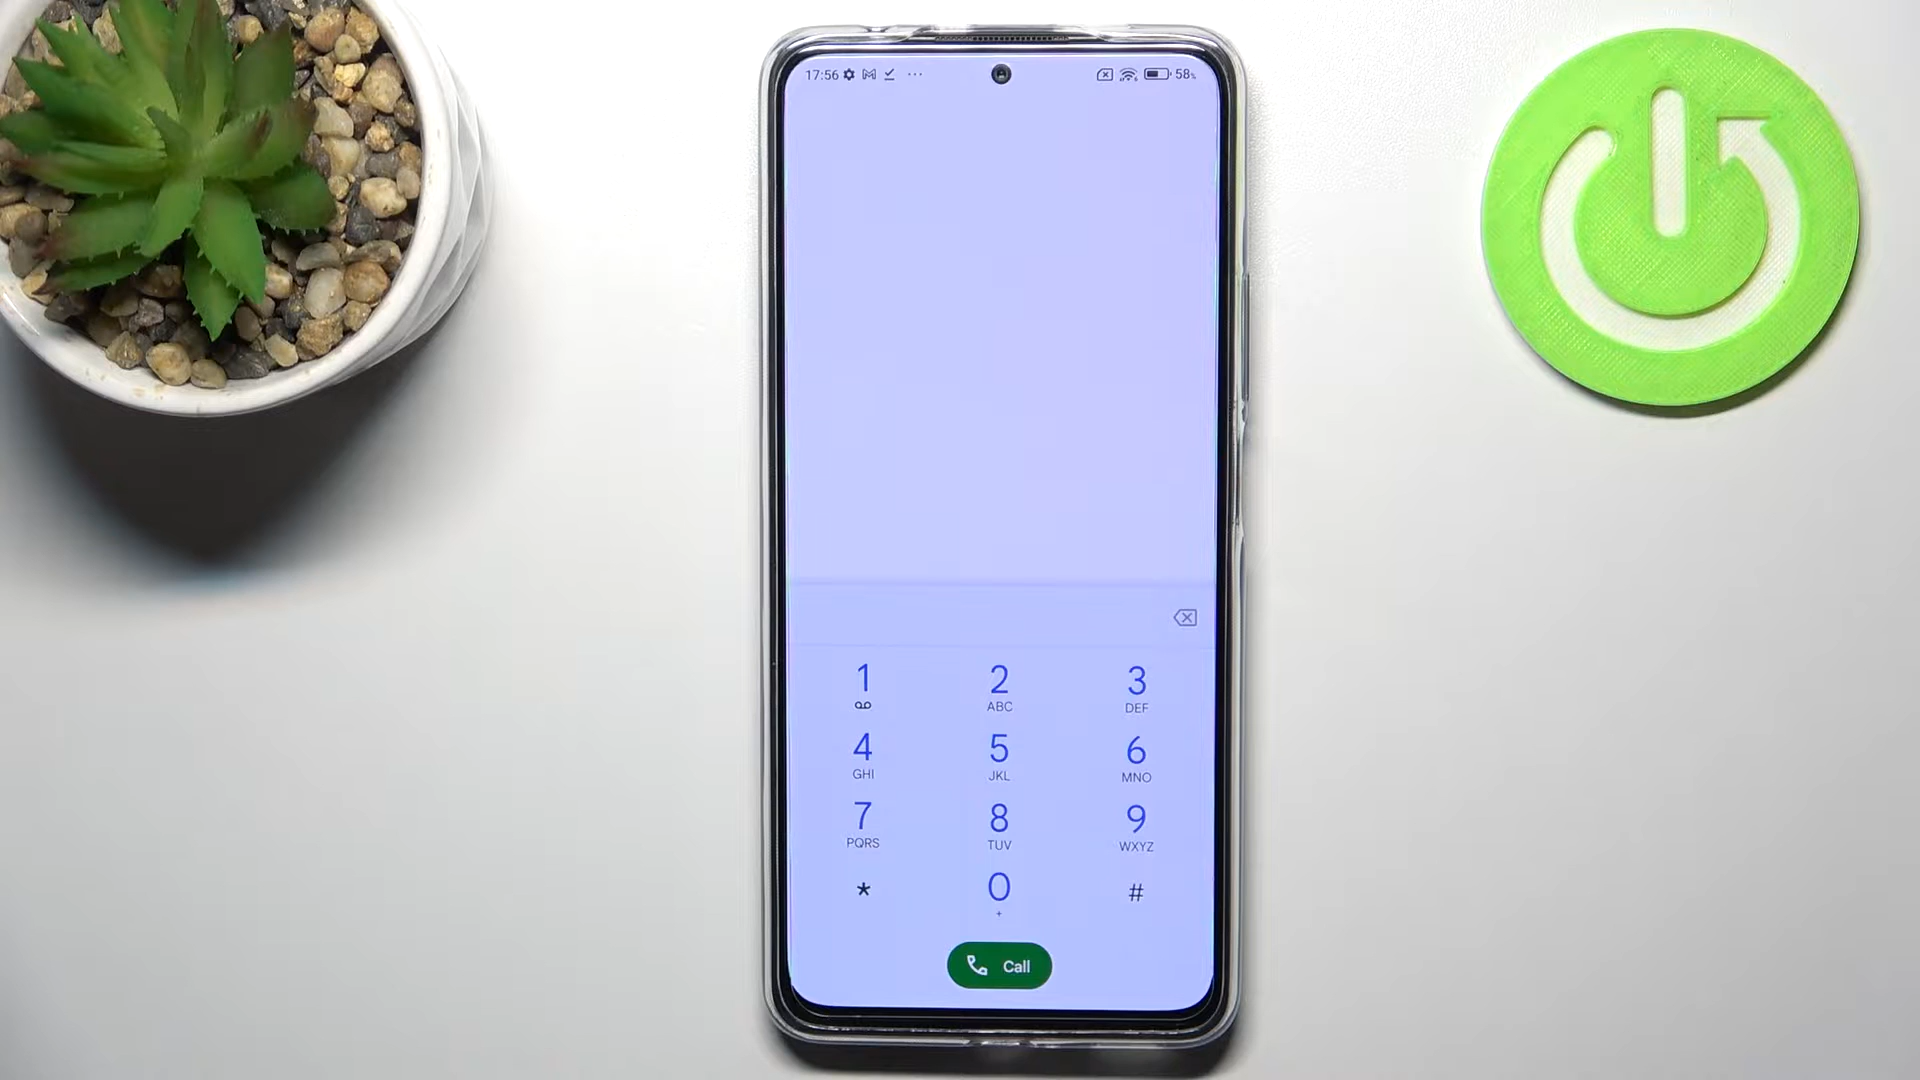 17:56 ... 58%
1 2 3
ABC DEF
4 5 6
GHI JKL MNO
7 8 9
PQRS TUV WXYZ
* 0 #
+
Call